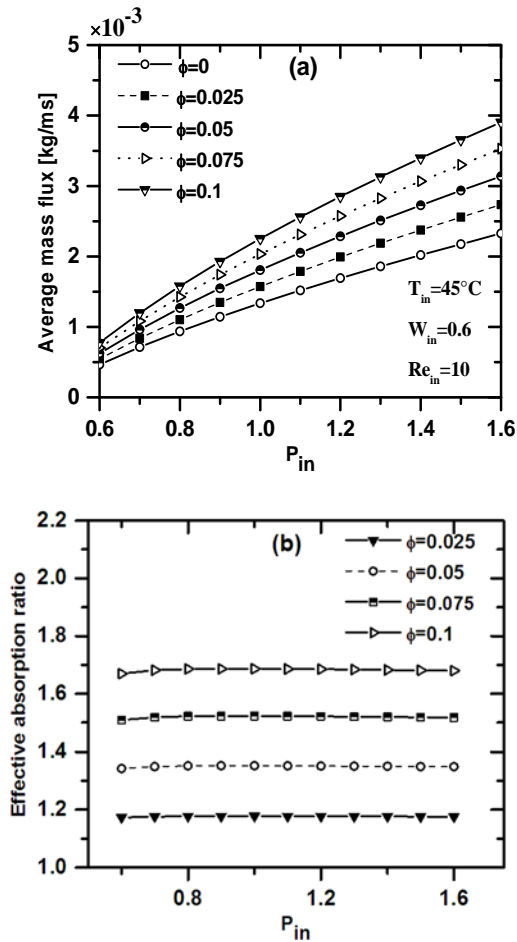 ×10⁻³
5
4
3
2
1
0
Average mass flux [kg/ms]
(a)
ϕ=0
ϕ=0.025
ϕ=0.05
ϕ=0.075
ϕ=0.1
T_in=45°C
W_in=0.6
Re_in=10
0.6 0.8 1.0 1.2 1.4 1.6
P_in
2.2
2.0
1.8
1.6
1.4
1.2
1.0
Effective absorption ratio
(b)
ϕ=0.025
ϕ=0.05
ϕ=0.075
ϕ=0.1
0.8 1.2 1.6
P_in